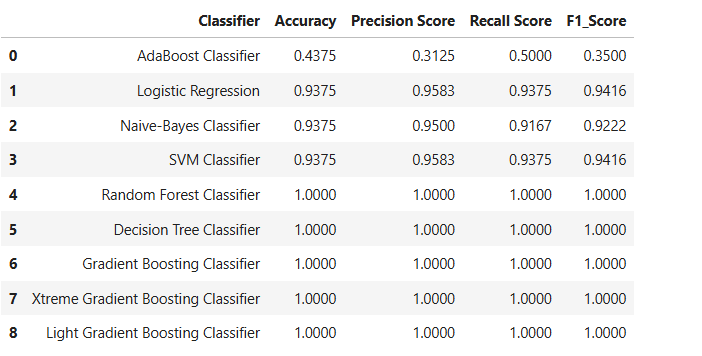 Classifier Accuracy Precision Score Recall Score F1_Score
0 AdaBoost Classifier 0.4375 0.3125 0.5000 0.3500
1 Logistic Regression 0.9375 0.9583 0.9375 0.9416
2 Naive-Bayes Classifier 0.9375 0.9500 0.9167 0.9222
3 SVM Classifier 0.9375 0.9583 0.9375 0.9416
4 Random Forest Classifier 1.0000 1.0000 1.0000 1.0000
5 Decision Tree Classifier 1.0000 1.0000 1.0000 1.0000
6 Gradient Boosting Classifier 1.0000 1.0000 1.0000 1.0000
7 Xtreme Gradient Boosting Classifier 1.0000 1.0000 1.0000 1.0000
8 Light Gradient Boosting Classifier 1.0000 1.0000 1.0000 1.0000